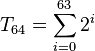 T_{64} = \sum_{i=0}^{63} 2^i